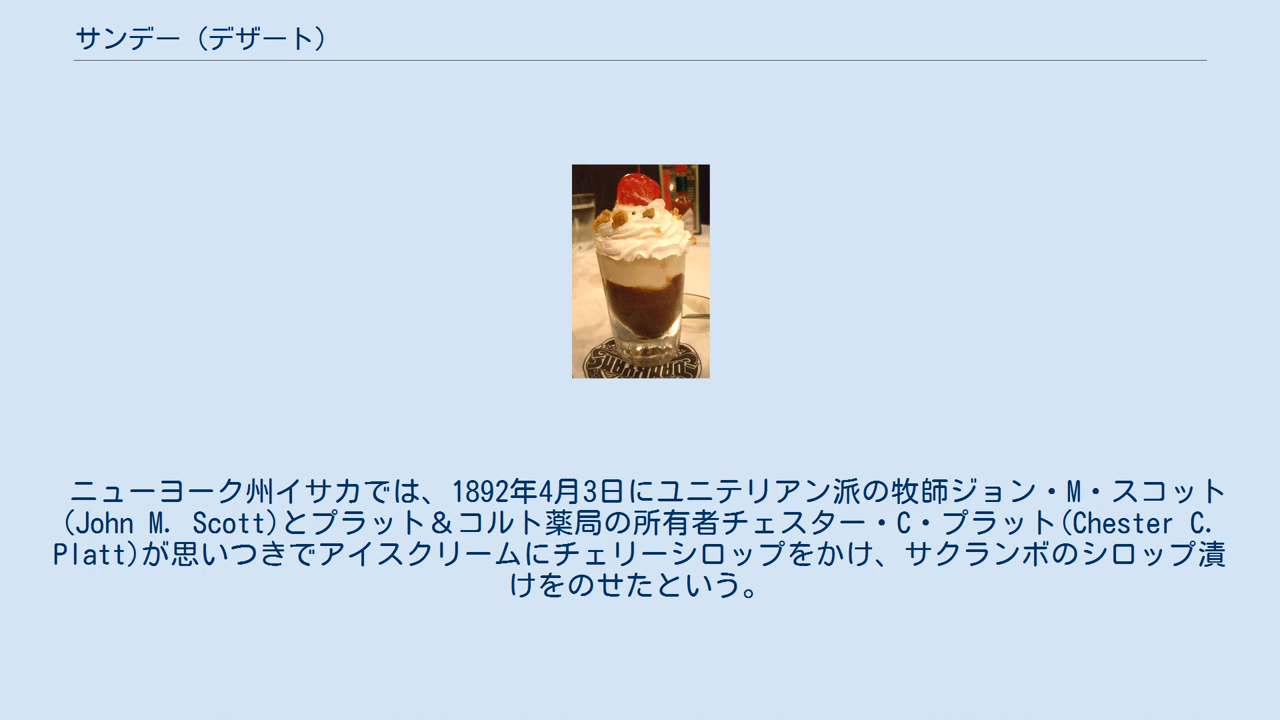 サンデー（デザート）
ニューヨーク州イサカでは、1892年4月3日にユニテリアン派の牧師ジョン・M・スコット
(John M. Scott)とプラット＆コルト薬局の所有者チェスター・C・プラット(Chester C.
Platt)が思いつきでアイスクリームにチェリーシロップをかけ、サクランボのシロップ漬
けをのせたという。